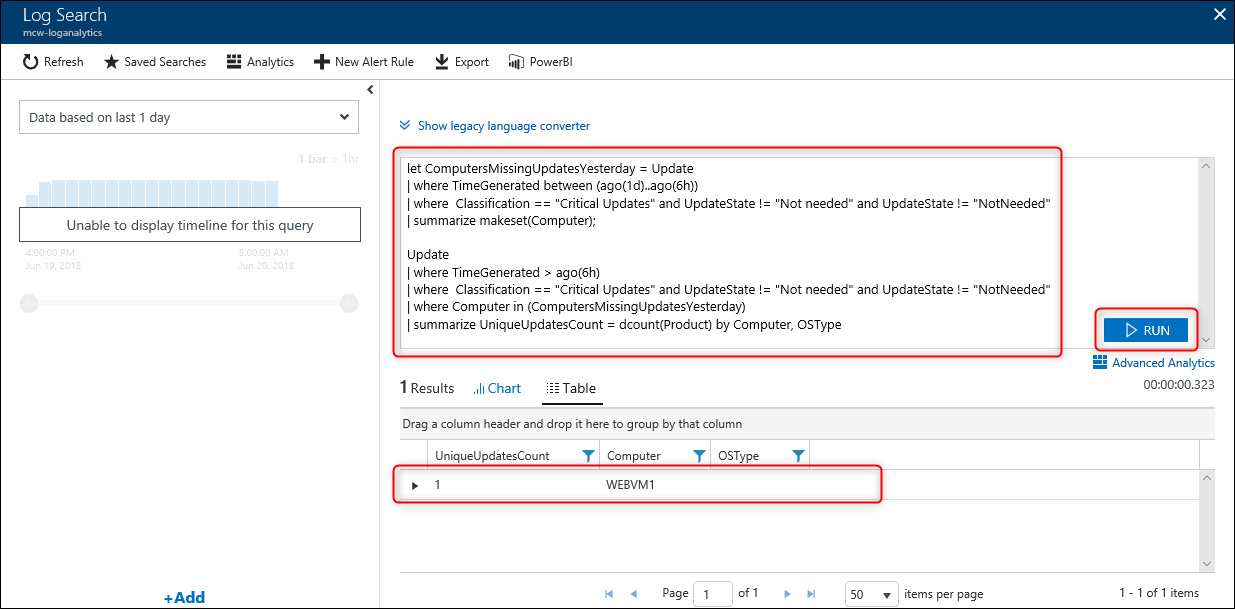 Log Search
mcw-loganalytics
Refresh Saved Searches Analytics New Alert Rule Export PowerBI
Data based on last 1 day
1 bar = 1hr
Unable to display timeline for this query
4:00:00 PM 8:00:00 AM
Jun 19, 2018 Jun 20, 2018
+Add
Show legacy language converter
let ComputersMissingUpdatesYesterday = Update
| where TimeGenerated between (ago(1d)..ago(6h))
| where  Classification == "Critical Updates" and UpdateState != "Not needed" and UpdateState != "NotNeeded"
| summarize makeset(Computer);
Update
| where TimeGenerated > ago(6h)
| where  Classification == "Critical Updates" and UpdateState != "Not needed" and UpdateState != "NotNeeded"
| where Computer in (ComputersMissingUpdatesYesterday)
| summarize UniqueUpdatesCount = dcount(Product) by Computer, OSType
RUN
Advanced Analytics
1 Results Chart Table
00:00:00.323
Drag a column header and drop it here to group by that column
UniqueUpdatesCount Computer OSType
1 WEBVM1
Page 1 of 1 50 items per page 1 - 1 of 1 items